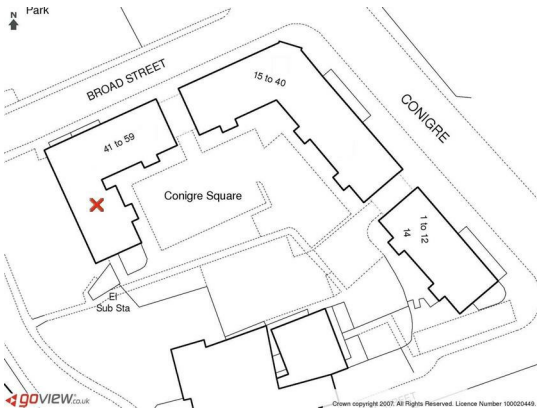 Park
N
BROAD STREET
15 to 40
CONIGRE
41 to 59
Conigre Square
1 to 12
14
El
Sub Sta
goview.co.uk
Crown copyright 2007. All Rights Reserved. Licence Number 100020449.